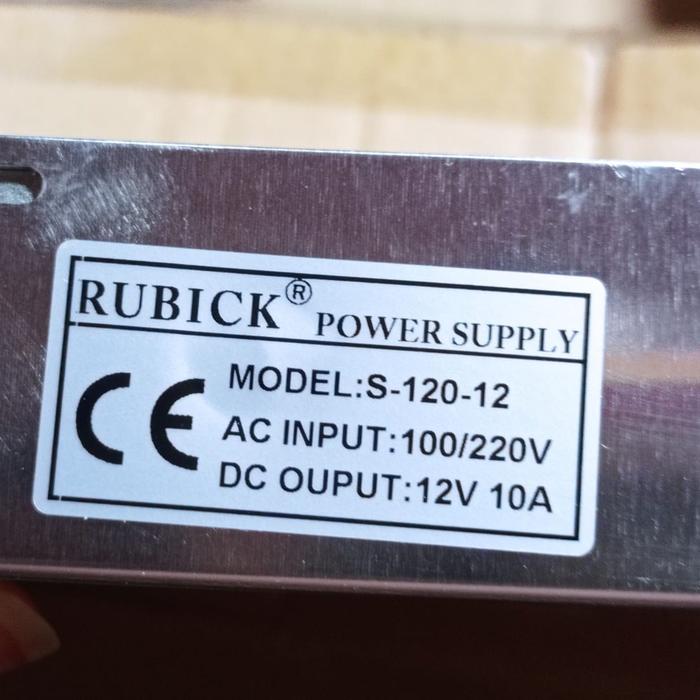 RUBICK® POWER SUPPLY
CE
MODEL:S-120-12
AC INPUT:100/220V
DC OUPUT:12V 10A